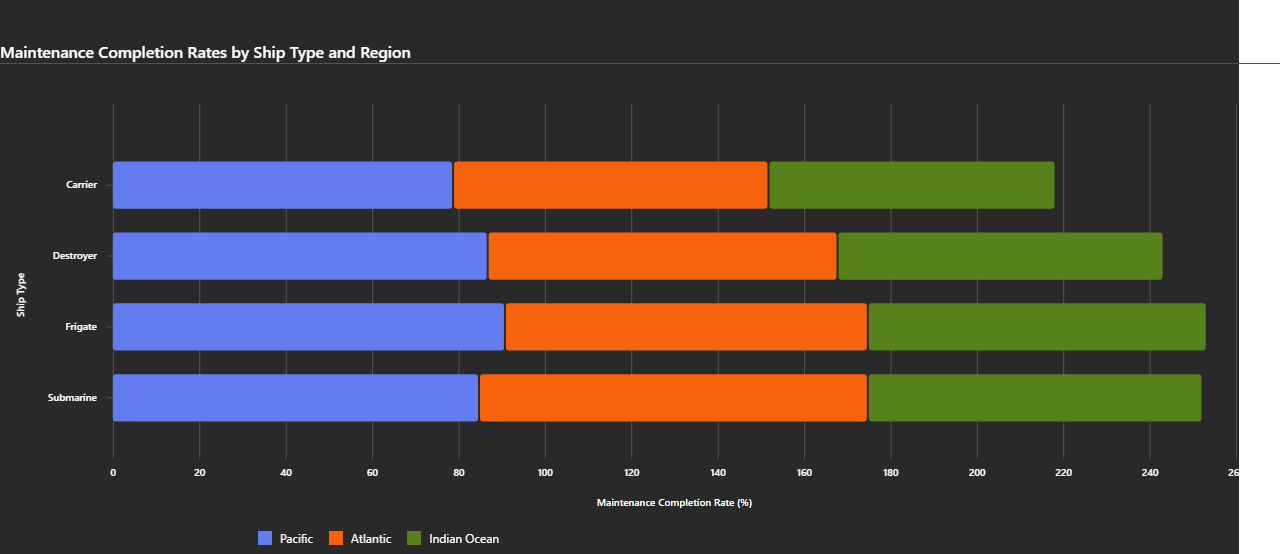 Maintenance Completion Rates by Ship Type and Region
Ship Type
Carrier
Destroyer
Frigate
Submarine
0 20 40 60 80 100 120 140 160 180 200 220 240 26
Maintenance Completion Rate (%)
Pacific Atlantic Indian Ocean